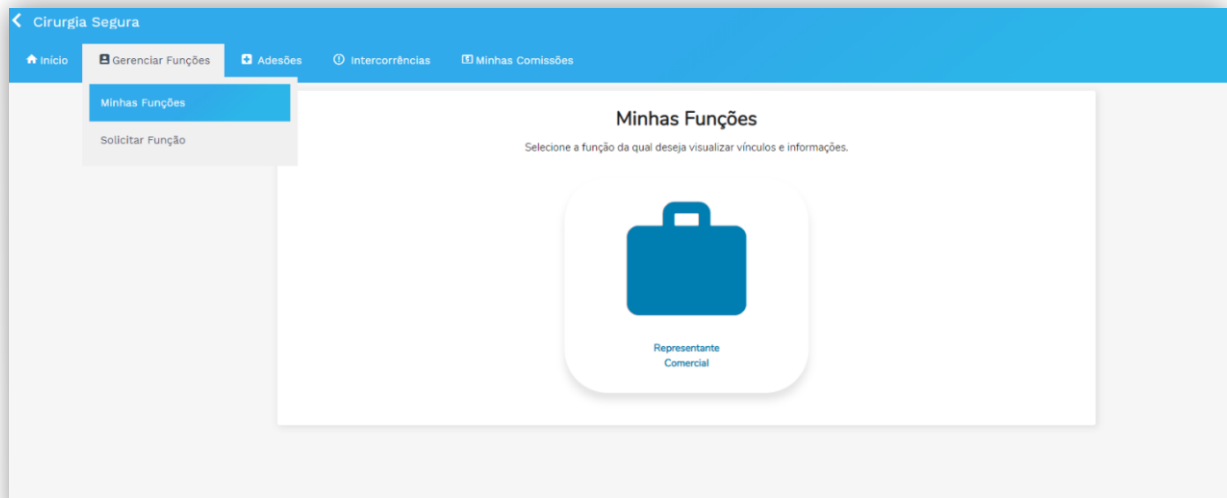 Cirurgia Segura
Início Gerenciar Funções Adesões Intercorrências Minhas Comissões
Minhas Funções
Solicitar Função
Minhas Funções
Selecione a função da qual deseja visualizar vínculos e informações.
Representante
Comercial